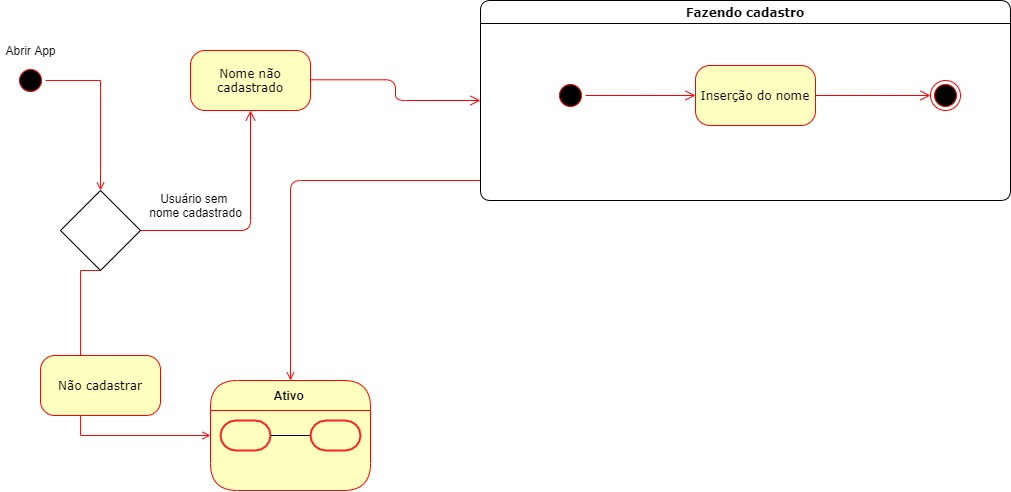 Fazendo cadastro
Abrir App
Nome não
cadastrado
Inserção do nome
Usuário sem
nome cadastrado
Não cadastrar
Ativo